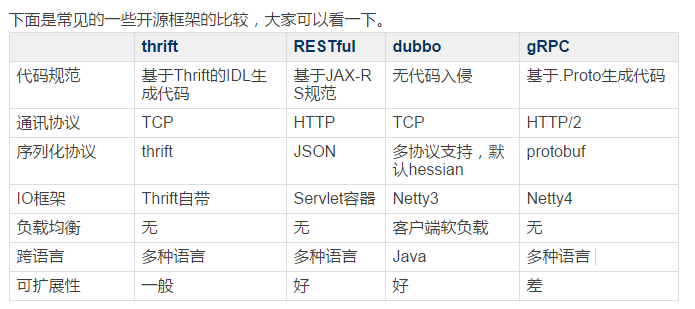 下面是常见的一些开源框架的比较，大家可以看一下。
thrift RESTful dubbo gRPC
代码规范 基于Thrift的IDL生成代码 基于JAX-RS规范 无代码入侵 基于.Proto生成代码
通讯协议 TCP HTTP TCP HTTP/2
序列化协议 thrift JSON 多协议支持，默认hessian protobuf
IO框架 Thrift自带 Servlet容器 Netty3 Netty4
负载均衡 无 无 客户端软负载 无
跨语言 多种语言 多种语言 Java 多种语言
可扩展性 一般 好 好 差